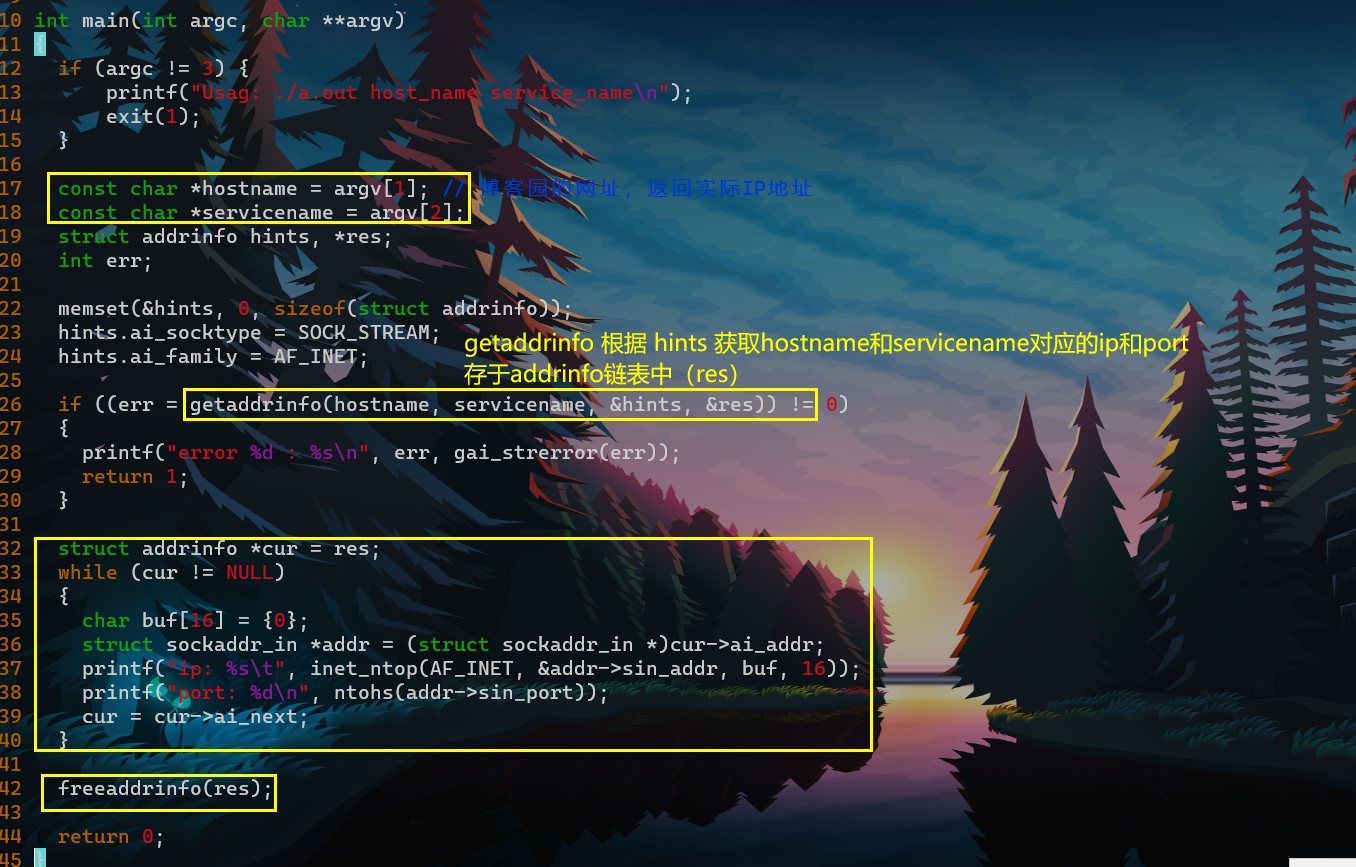 10 int main(int argc, char **argv)
11 {
12   if (argc != 3) {
13       printf("Usag: ./a.out host_name service_name\n");
14       exit(1);
15   }
16
17   const char *hostname = argv[1]; // 博客园的网址, 返回实际IP地址
18   const char *servicename = argv[2];
19   struct addrinfo hints, *res;
20   int err;
21
22   memset(&hints, 0, sizeof(struct addrinfo));
23   hints.ai_socktype = SOCK_STREAM;
24   hints.ai_family = AF_INET;
getaddrinfo 根据 hints 获取hostname和servicename对应的ip和port
存于addrinfo链表中（res）
25
26   if ((err = getaddrinfo(hostname, servicename, &hints, &res)) != 0)
27   {
28     printf("error %d : %s\n", err, gai_strerror(err));
29     return 1;
30   }
31
32   struct addrinfo *cur = res;
33   while (cur != NULL)
34   {
35     char buf[16] = {0};
36     struct sockaddr_in *addr = (struct sockaddr_in *)cur->ai_addr;
37     printf("ip: %s\t", inet_ntop(AF_INET, &addr->sin_addr, buf, 16));
38     printf("port: %d\n", ntohs(addr->sin_port));
39     cur = cur->ai_next;
40   }
41
42   freeaddrinfo(res);
43
44   return 0;
45 }